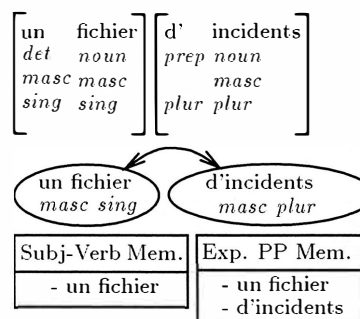 un fichier d' incidents
det noun prep noun
masc masc masc
sing sing plur plur
un fichier d'incidents
masc sing masc plur
Subj-Verb Mem. Exp. PP Mem.
- un fichier - un fichier
- d'incidents